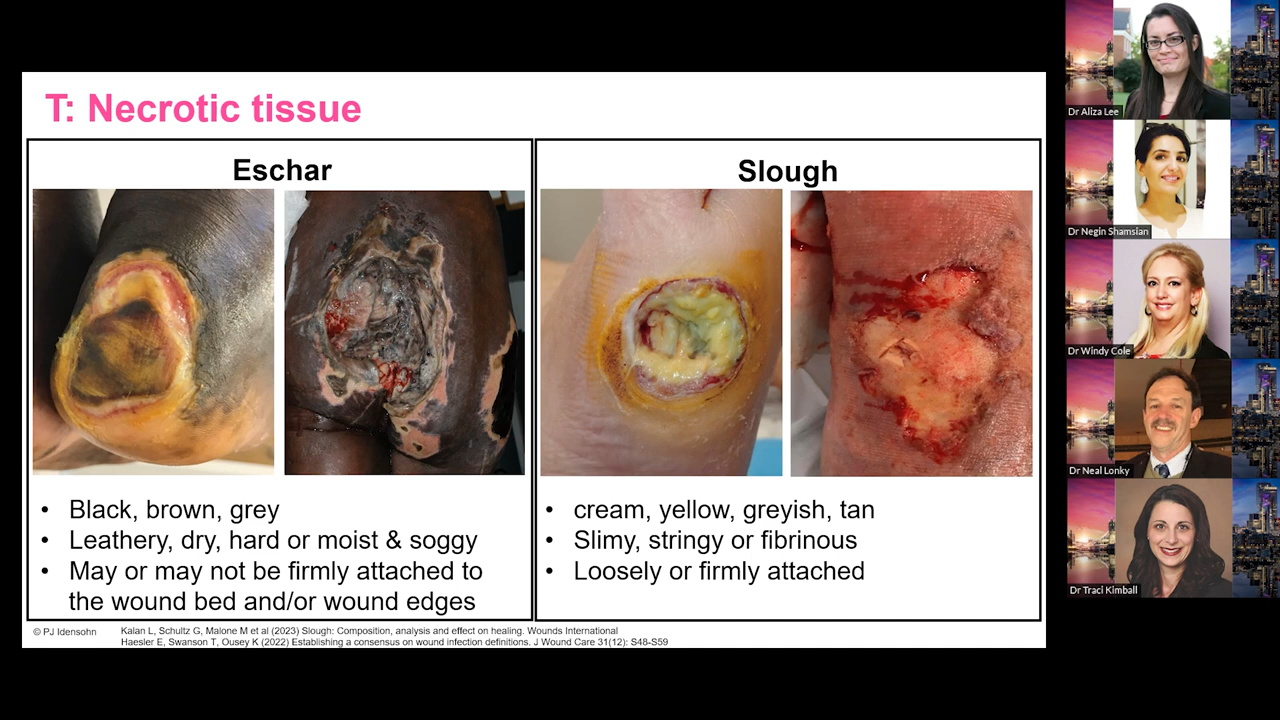 T: Necrotic tissue
Eschar
• Black, brown, grey
• Leathery, dry, hard or moist & soggy
• May or may not be firmly attached to
the wound bed and/or wound edges
Slough
• cream, yellow, greyish, tan
• Slimy, stringy or fibrinous
• Loosely or firmly attached
© PJ Idensohn
Kalan L, Schultz G, Malone M et al (2023) Slough: Composition, analysis and effect on healing. Wounds International
Haesler E, Swanson T, Ousey K (2022) Establishing a consensus on wound infection definitions. J Wound Care 31(12): S48-S59
Dr Aliza Lee
Dr Negin Shamsian
Dr Windy Cole
Dr Neal Lonky
Dr Traci Kimball